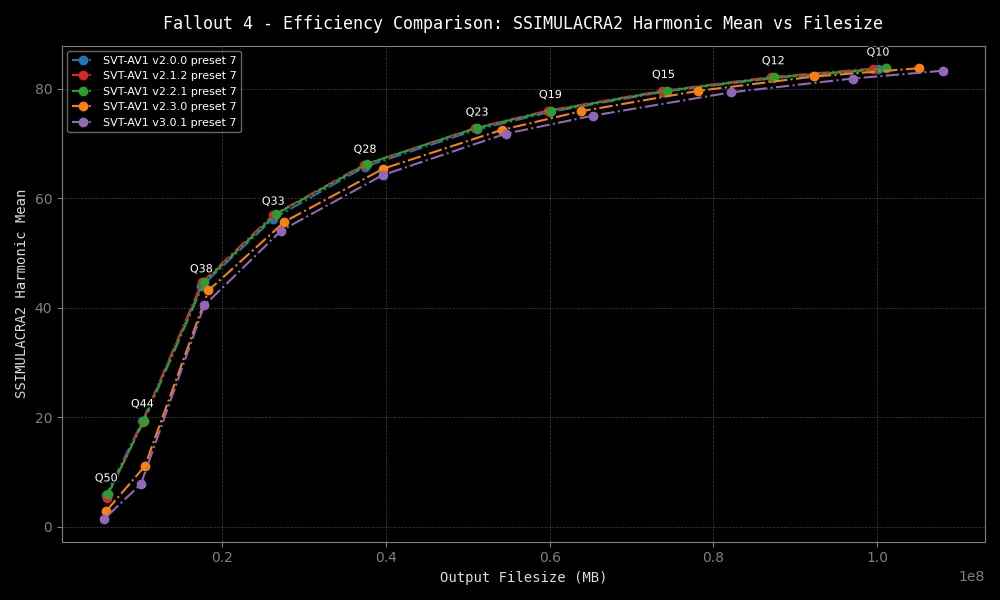 Fallout 4 - Efficiency Comparison: SSIMULACRA2 Harmonic Mean vs Filesize
SVT-AV1 v2.0.0 preset 7
SVT-AV1 v2.1.2 preset 7
SVT-AV1 v2.2.1 preset 7
SVT-AV1 v2.3.0 preset 7
SVT-AV1 v3.0.1 preset 7
Q10
Q12
Q15
Q19
Q23
Q28
Q33
Q38
Q44
Q50
SSIMULACRA2 Harmonic Mean
80
60
40
20
0
0.2
0.4
0.6
0.8
1.0
1e8
Output Filesize (MB)